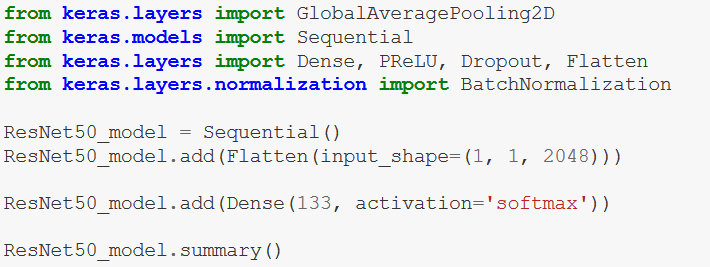 from keras.layers import GlobalAveragePooling2D
from keras.models import Sequential
from keras.layers import Dense, PReLU, Dropout, Flatten
from keras.layers.normalization import BatchNormalization
ResNet50_model = Sequential()
ResNet50_model.add(Flatten(input_shape=(1, 1, 2048)))
ResNet50_model.add(Dense(133, activation='softmax'))
ResNet50_model.summary()